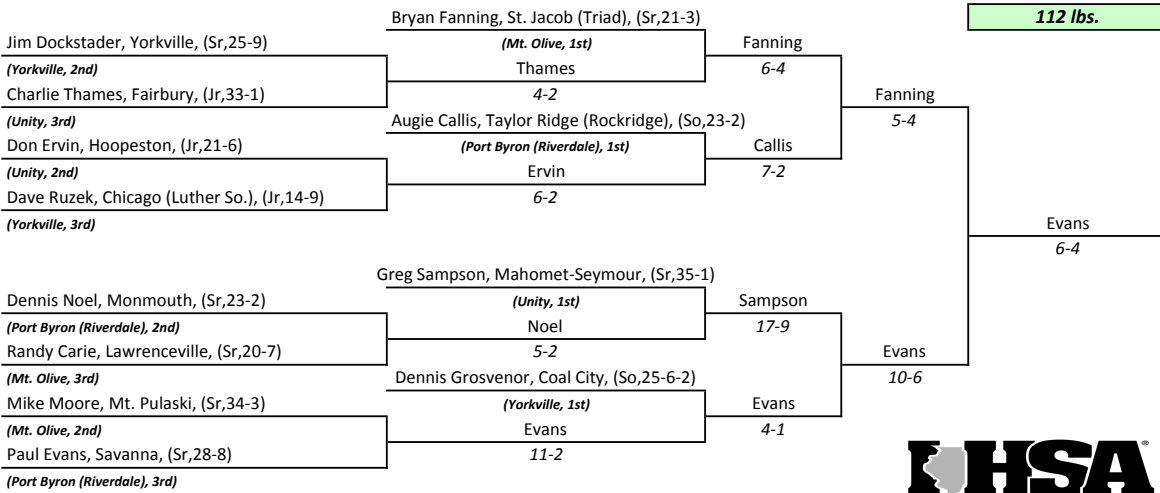 Bryan Fanning, St. Jacob (Triad), (Sr,21-3)
112 lbs.
Jim Dockstader, Yorkville, (Sr,25-9)
(Mt. Olive, 1st)
Fanning
(Yorkville, 2nd)
Thames
6-4
Charlie Thames, Fairbury, (Jr,33-1)
4-2
Fanning
(Unity, 3rd)
Augie Callis, Taylor Ridge (Rockridge), (So,23-2)
5-4
Don Ervin, Hoopeston, (Jr,21-6)
(Port Byron (Riverdale), 1st)
Callis
(Unity, 2nd)
Ervin
7-2
Dave Ruzek, Chicago (Luther So.), (Jr,14-9)
6-2
(Yorkville, 3rd)
Evans
6-4
Greg Sampson, Mahomet-Seymour, (Sr,35-1)
Dennis Noel, Monmouth, (Sr,23-2)
(Unity, 1st)
Sampson
(Port Byron (Riverdale), 2nd)
Noel
17-9
Randy Carie, Lawrenceville, (Sr,20-7)
5-2
Evans
(Mt. Olive, 3rd)
Dennis Grosvenor, Coal City, (So,25-6-2)
10-6
Mike Moore, Mt. Pulaski, (Sr,34-3)
(Yorkville, 1st)
Evans
(Mt. Olive, 2nd)
Evans
4-1
Paul Evans, Savanna, (Sr,28-8)
11-2
(Port Byron (Riverdale), 3rd)
IHSA®